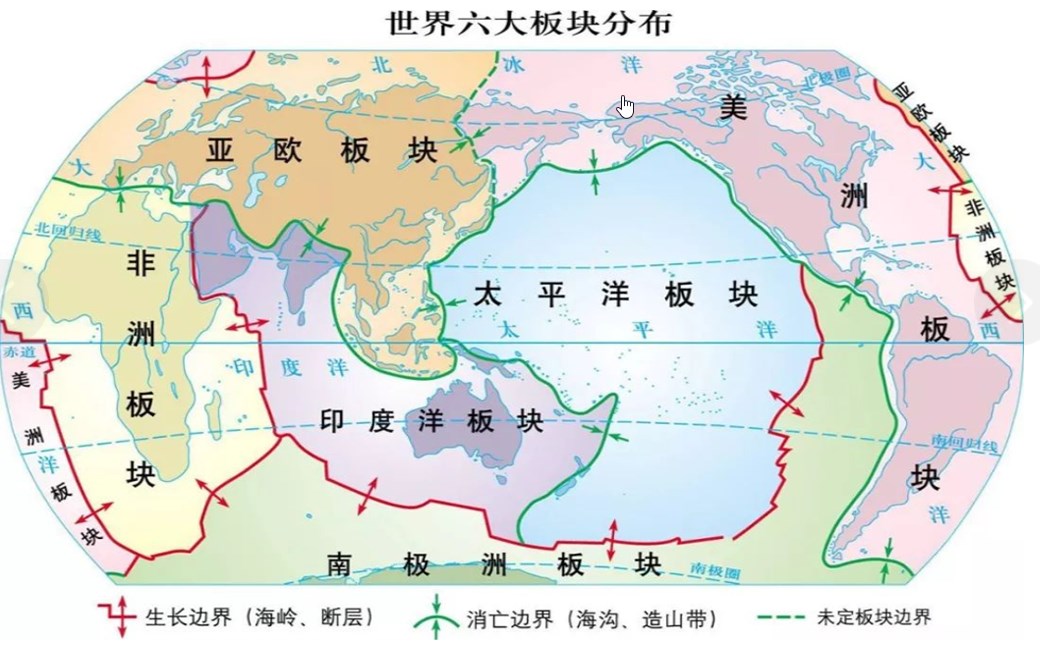 世界六大板块分布
北冰洋
北极圈
美洲板块
亚欧板块
亚欧板块
大
大
北回归线
非洲板块
非洲板块
太平洋板块
太平洋
西
西
赤道
印度洋
美洲板块
印度洋板块
南回归线
洋
洋
南极洲板块
南极圈
生长边界（海岭、断层）
消亡边界（海沟、造山带）
未定板块边界